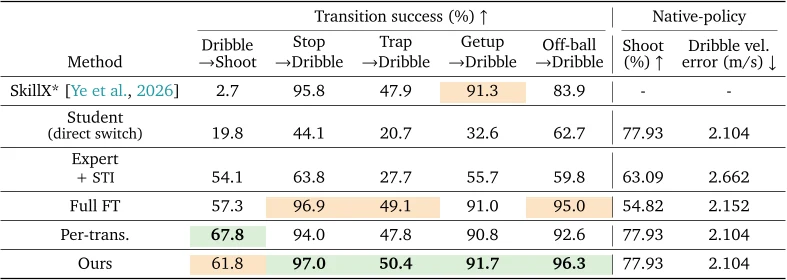 Transition success (%) ↑ Native-policy
Method Dribble →Shoot Stop →Dribble Trap →Dribble Getup →Dribble Off-ball →Dribble Shoot (%) ↑ Dribble vel. error (m/s) ↓
SkillX* [Ye et al., 2026] 2.7 95.8 47.9 91.3 83.9 - -
Student (direct switch) 19.8 44.1 20.7 32.6 62.7 77.93 2.104
Expert + STI 54.1 63.8 27.7 55.7 59.8 63.09 2.662
Full FT 57.3 96.9 49.1 91.0 95.0 54.82 2.152
Per-trans. 67.8 94.0 47.8 90.8 92.6 77.93 2.104
Ours 61.8 97.0 50.4 91.7 96.3 77.93 2.104